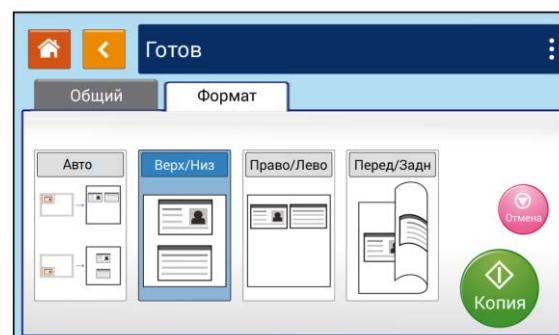 Готов
Общий
Формат
Авто
Верх/Низ
Право/Лево
Перед/Задн
Отмена
Копия